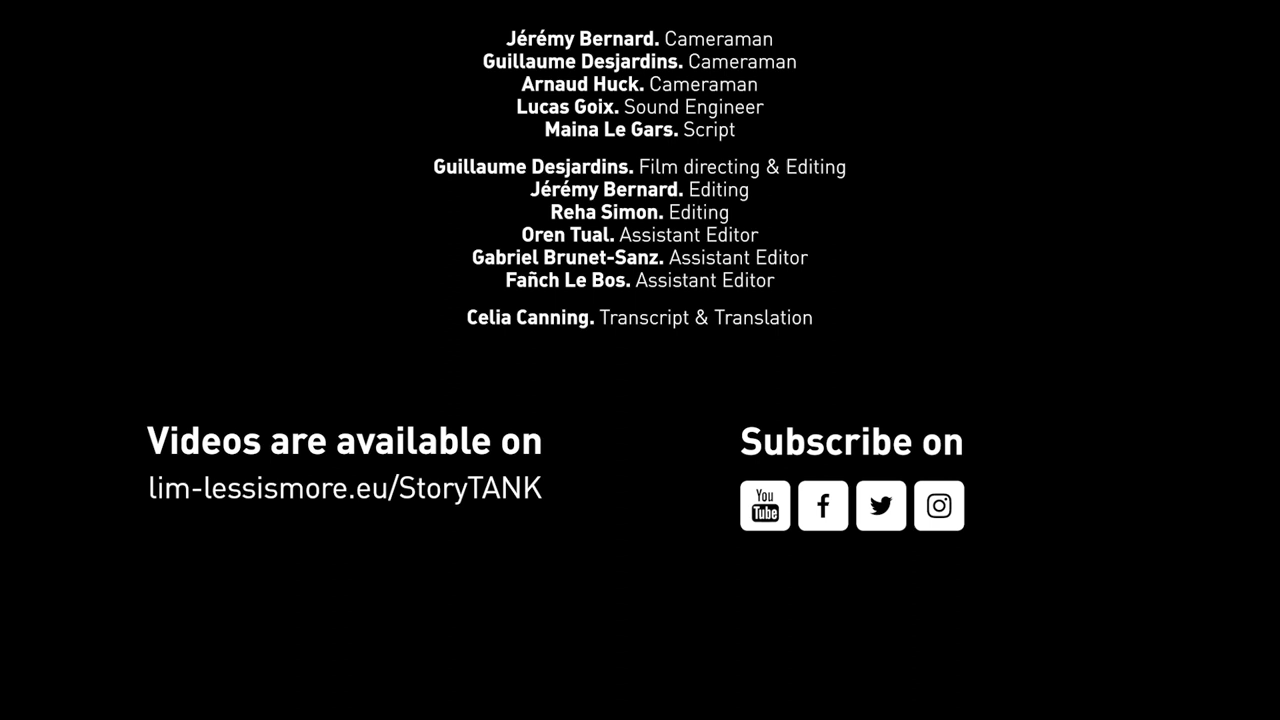 Jérémy Bernard. Cameraman
Guillaume Desjardins. Cameraman
Arnaud Huck. Cameraman
Lucas Goix. Sound Engineer
Maina Le Gars. Script
Guillaume Desjardins. Film directing & Editing
Jérémy Bernard. Editing
Reha Simon. Editing
Oren Tual. Assistant Editor
Gabriel Brunet-Sanz. Assistant Editor
Fañch Le Bos. Assistant Editor
Celia Canning. Transcript & Translation
Videos are available on
lim-lessismore.eu/StoryTANK
Subscribe on
You
Tube